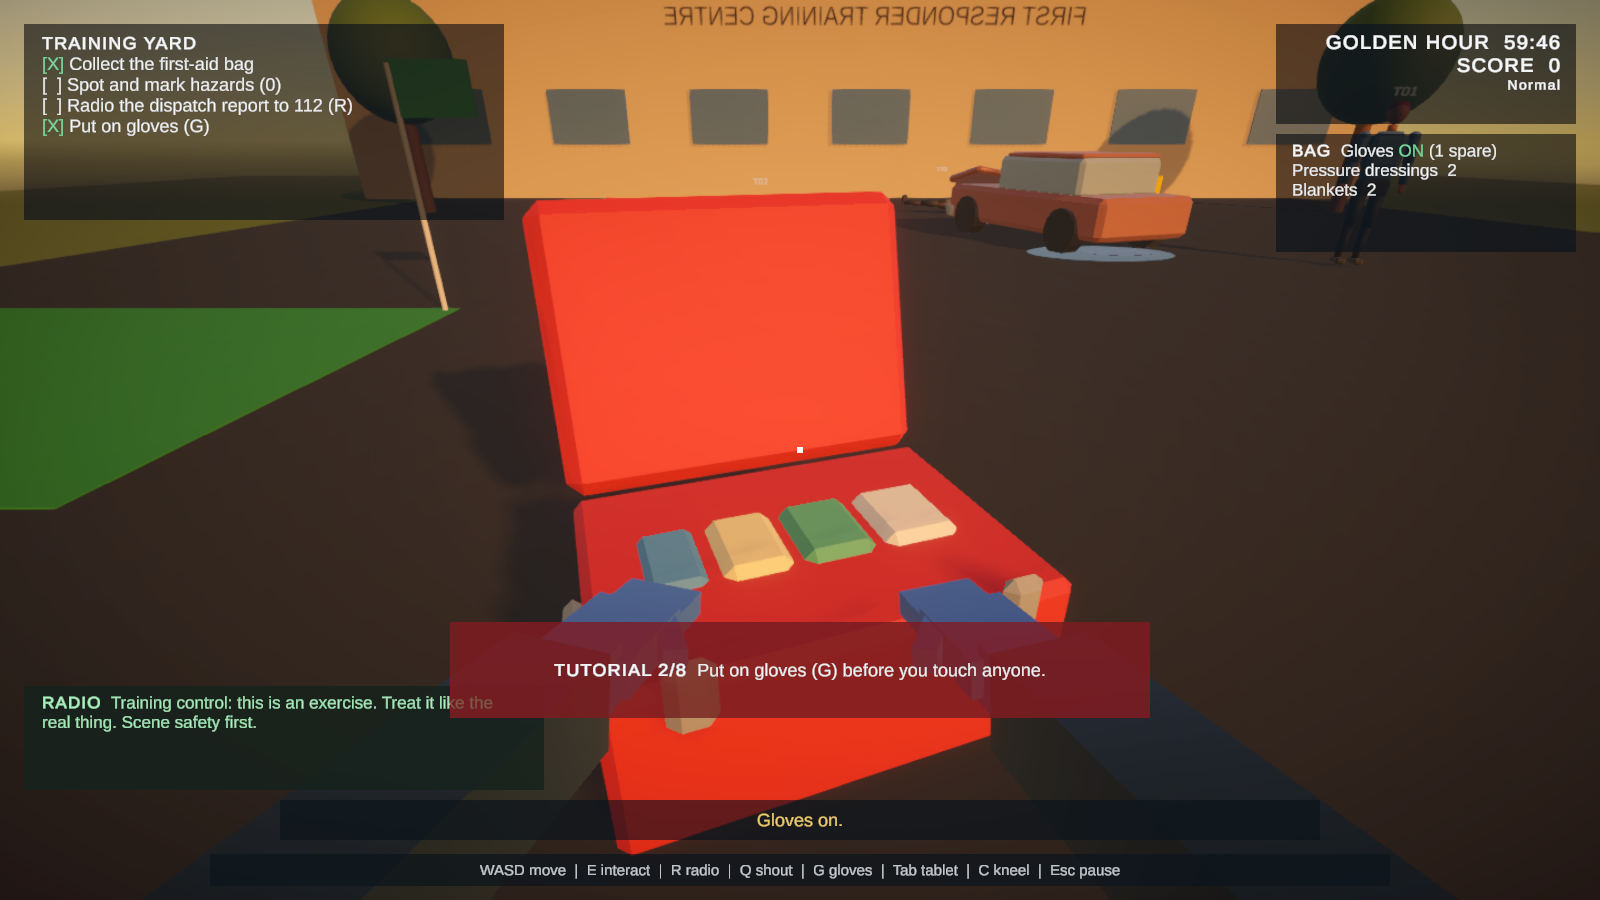 FIRST RESPONDER TRAINING CENTRE
TRAINING YARD
[X] Collect the first-aid bag
[ ] Spot and mark hazards (0)
[ ] Radio the dispatch report to 112 (R)
[X] Put on gloves (G)
GOLDEN HOUR 59:46
SCORE 0
Normal
T01
BAG Gloves ON (1 spare)
Pressure dressings 2
Blankets 2
TUTORIAL 2/8 Put on gloves (G) before you touch anyone.
RADIO Training control: this is an exercise. Treat it like the
real thing. Scene safety first.
Gloves on.
WASD move | E interact | R radio | Q shout | G gloves | Tab tablet | C kneel | Esc pause